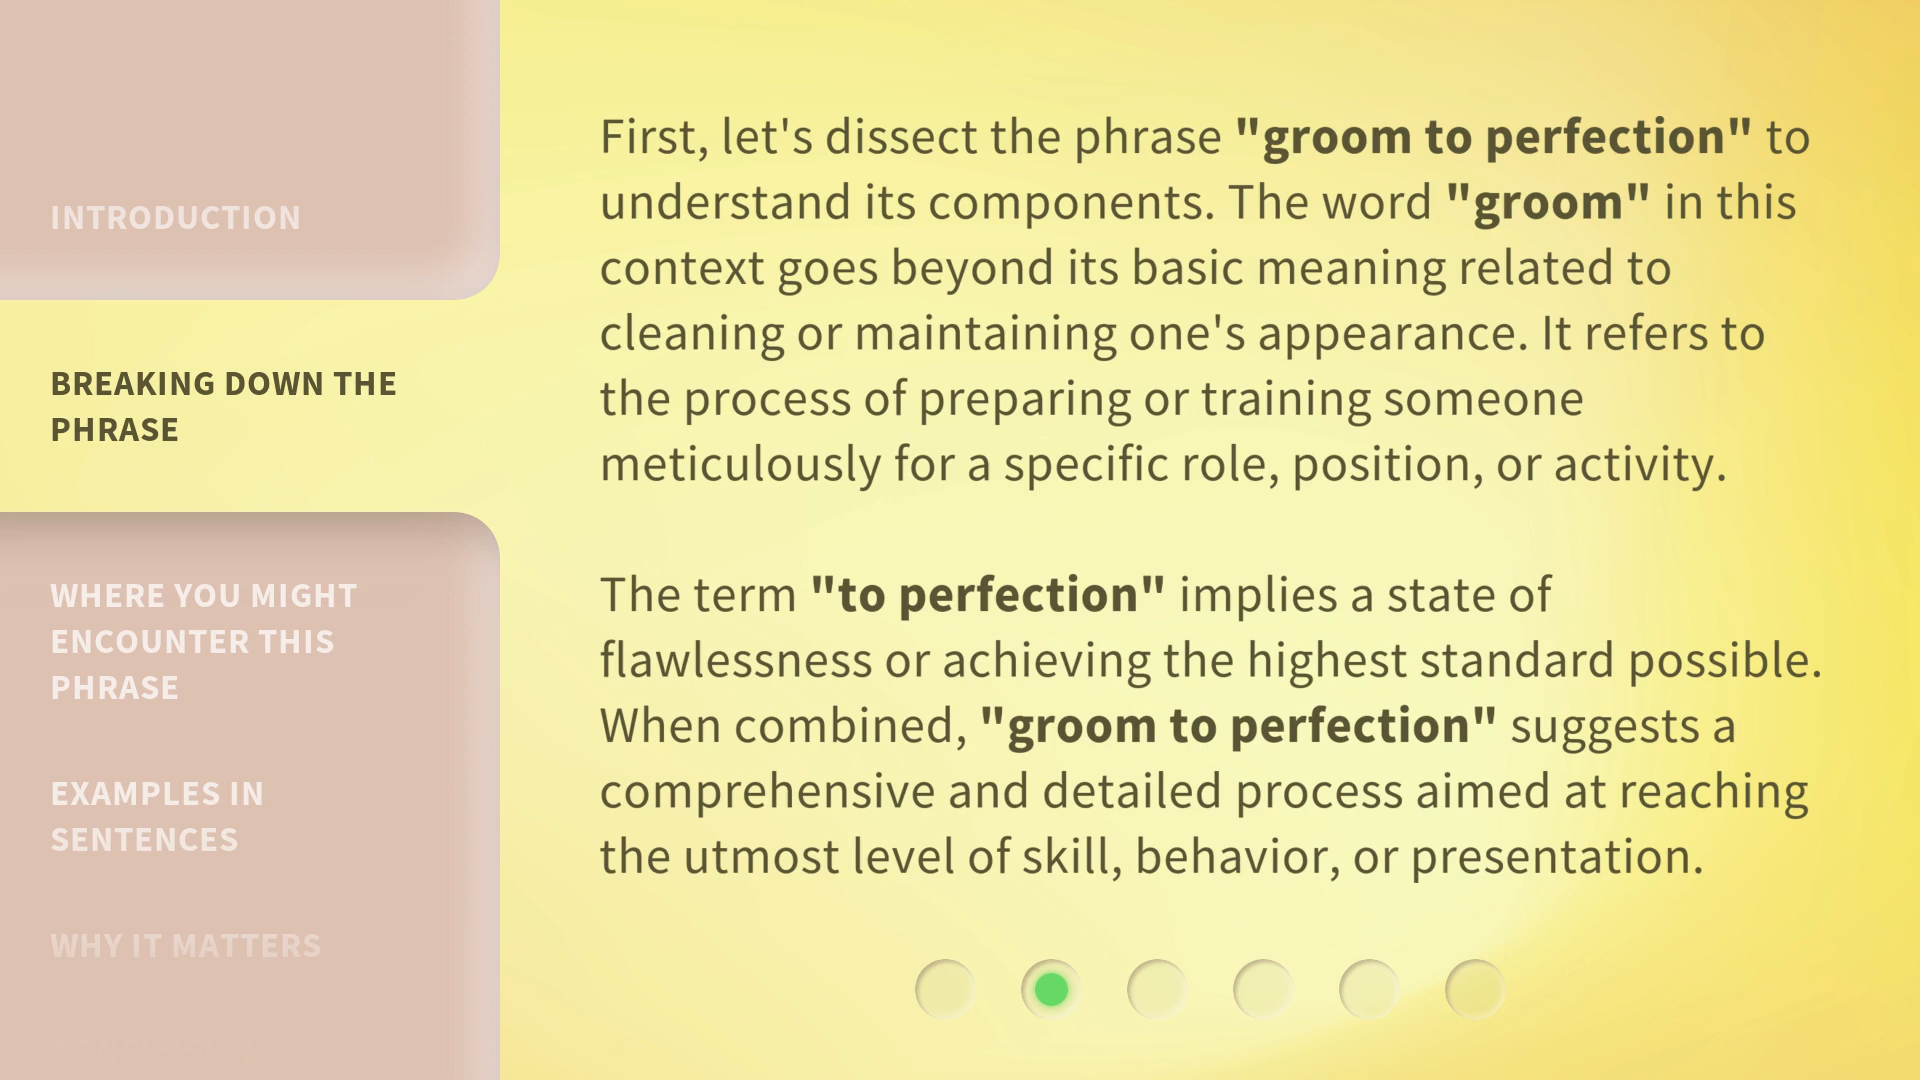 INTRODUCTION
BREAKING DOWN THE
PHRASE
WHERE YOU MIGHT
ENCOUNTER THIS
PHRASE
EXAMPLES IN
SENTENCES
WHY IT MATTERS
First, let's dissect the phrase "groom to perfection" to
understand its components. The word "groom" in this
context goes beyond its basic meaning related to
cleaning or maintaining one's appearance. It refers to
the process of preparing or training someone
meticulously for a specific role, position, or activity.
The term "to perfection" implies a state of
flawlessness or achieving the highest standard possible.
When combined, "groom to perfection" suggests a
comprehensive and detailed process aimed at reaching
the utmost level of skill, behavior, or presentation.